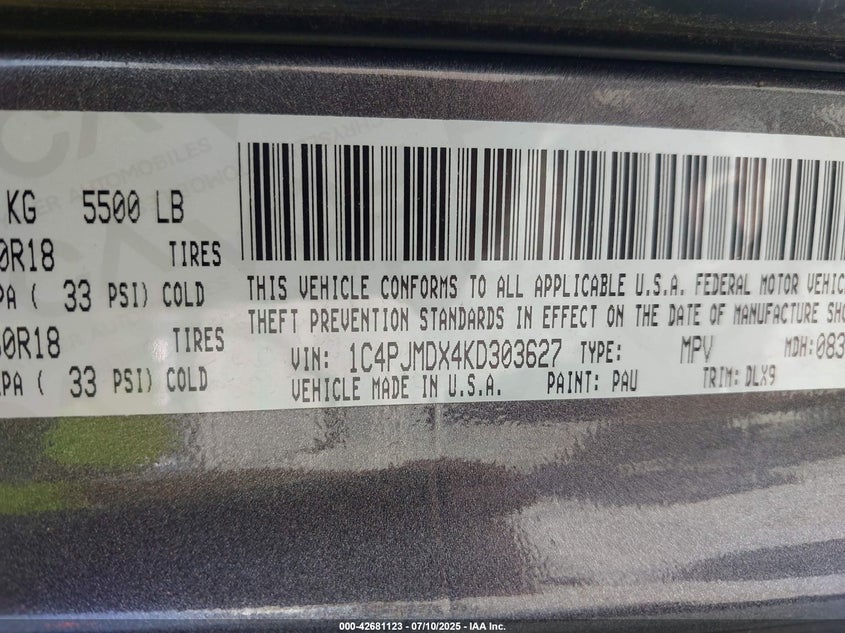 KG 5500 LB
0R18 TIRES
PA ( 33 PSI) COLD
60R18 TIRES
KPA ( 33 PSI) COLD
THIS VEHICLE CONFORMS TO ALL APPLICABLE U.S.A. FEDERAL MOTOR VEHIC
THEFT PREVENTION STANDARDS IN EFFECT ON THE DATE OF MANUFACTURE SHO
VIN: 1C4PJMDX4KD303627 TYPE: MPV MDH:083
VEHICLE MADE IN U.S.A. PAINT: PAU TRIM: DLX9
000-42681123 - 07/10/2025 - IAA Inc.